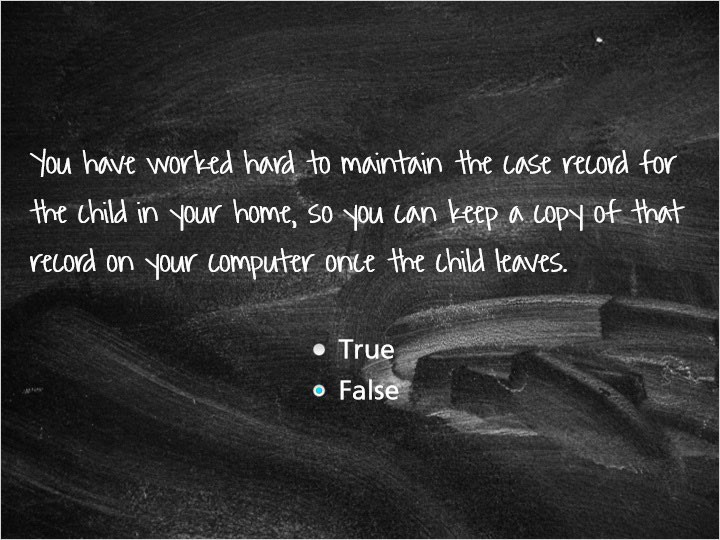 You have worked hard to maintain the case record for
the child in your home, so you can keep a copy of that
record on your computer once the child leaves.
True
False